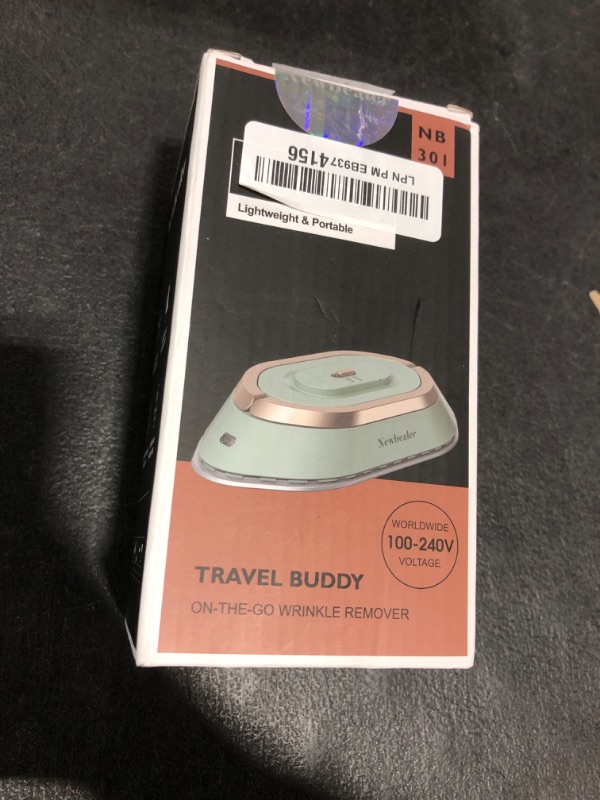 Newbealer
NB
301
LPN PM EB9374156
Lightweight & Portable
Newbealer
WORLDWIDE
100-240V
VOLTAGE
TRAVEL BUDDY
ON-THE-GO WRINKLE REMOVER